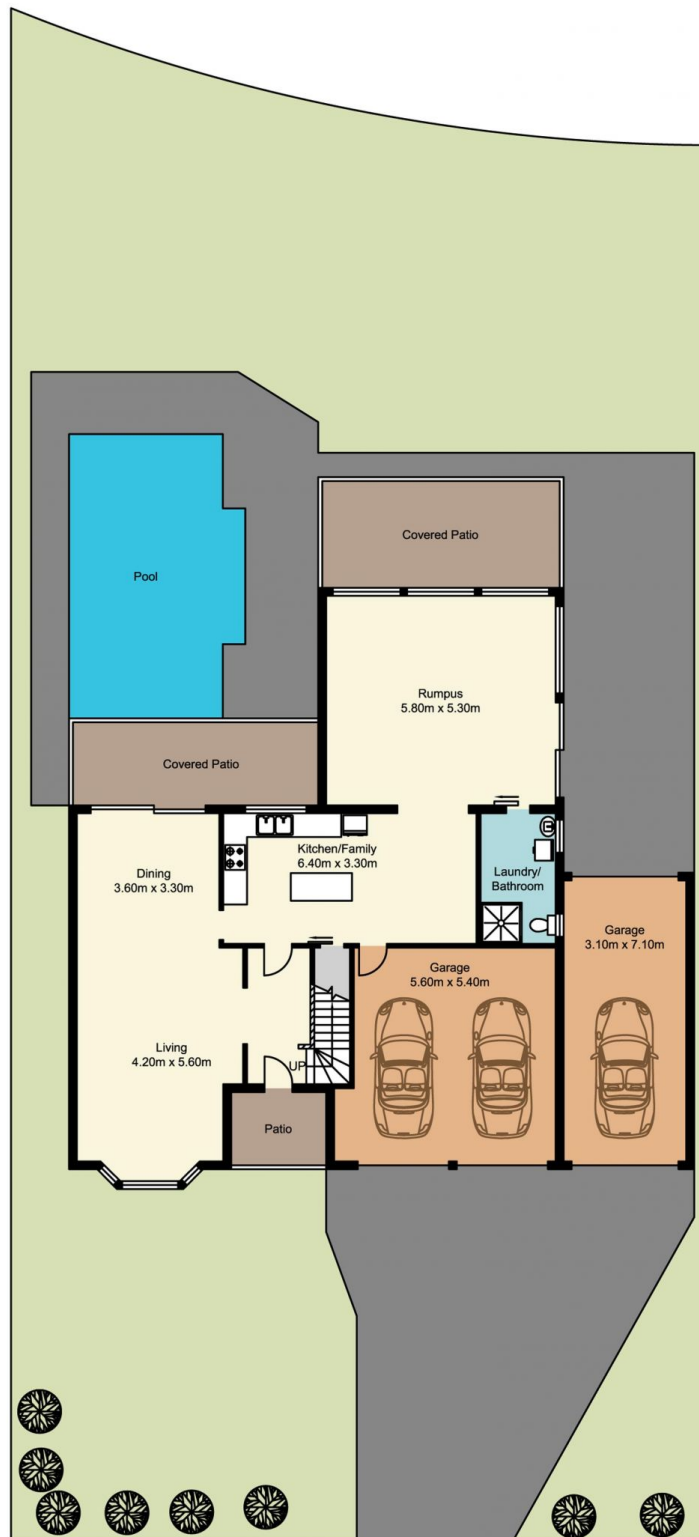 Covered Patio
Pool
Rumpus
5.80m x 5.30m
Covered Patio
Kitchen/Family
6.40m x 3.30m
Dining
3.60m x 3.30m
Laundry/
Bathroom
Garage
3.10m x 7.10m
Garage
5.60m x 5.40m
Living
4.20m x 5.60m
UP
Patio